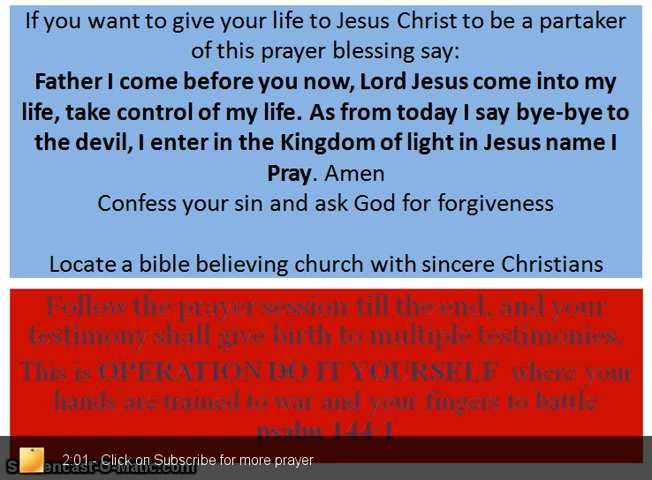 If you want to give your life to Jesus Christ to be a partaker
of this prayer blessing say:
Father I come before you now, Lord Jesus come into my
life, take control of my life. As from today I say bye-bye to
the devil, I enter in the Kingdom of light in Jesus name I
Pray. Amen
Confess your sin and ask God for forgiveness
Locate a bible believing church with sincere Christians
Follow the prayer session till the end, and your
testimony shall give birth to multiple testimonies.
This is OPERATION DO IT YOURSELF where your
hands are trained to war and your fingers to battle
psalm 144:1
2:01 - Click on Subscribe for more prayer